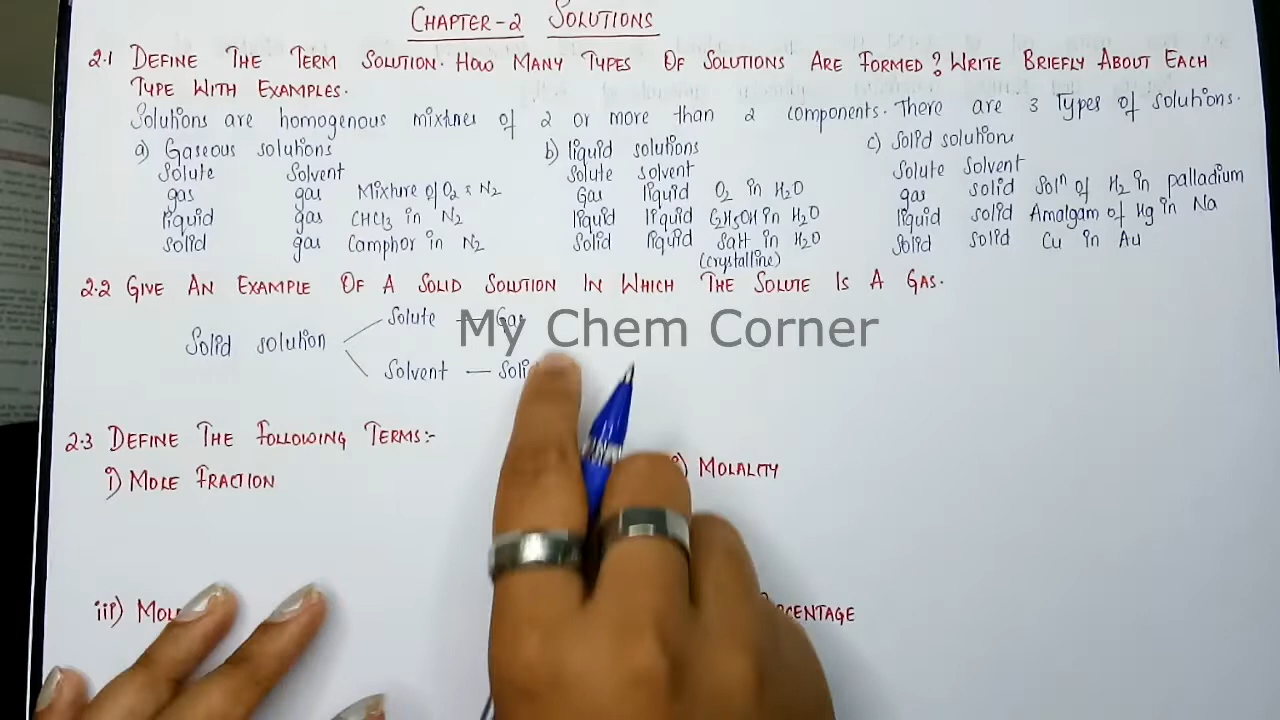 CHAPTER-2 SOLUTIONS
2.1 DEFINE THE TERM SOLUTION. HOW MANY TYPES OF SOLUTIONS ARE FORMED? WRITE BRIEFLY ABOUT EACH
TYPE WITH EXAMPLES.
Solutions are homogenous mixtures of 2 or more than 2 components. There are 3 Types of solutions.
a) Gaseous solutions
Solute Solvent
gas gas Mixture of O2 & N2
liquid gas CHCl3 in N2
solid gas Camphor in N2
b) liquid solutions
Solute solvent
Gas liquid O2 in H2O
liquid liquid C2H5OH in H2O
Solid liquid Salt in H2O
(crystalline)
c) Solid solutions
Solute Solvent
gas solid Soln of H2 in palladium
liquid solid Amalgam of Hg in Na
Solid solid Cu in Au
2.2 GIVE AN EXAMPLE OF A SOLID SOLUTION IN WHICH THE SOLUTE IS A GAS.
Solid solution
Solute — Gas
Solvent — Soli
My Chem Corner
2.3 DEFINE THE FOLLOWING TERMS:-
i) MOLE FRACTION
) MOLALITY
iii)